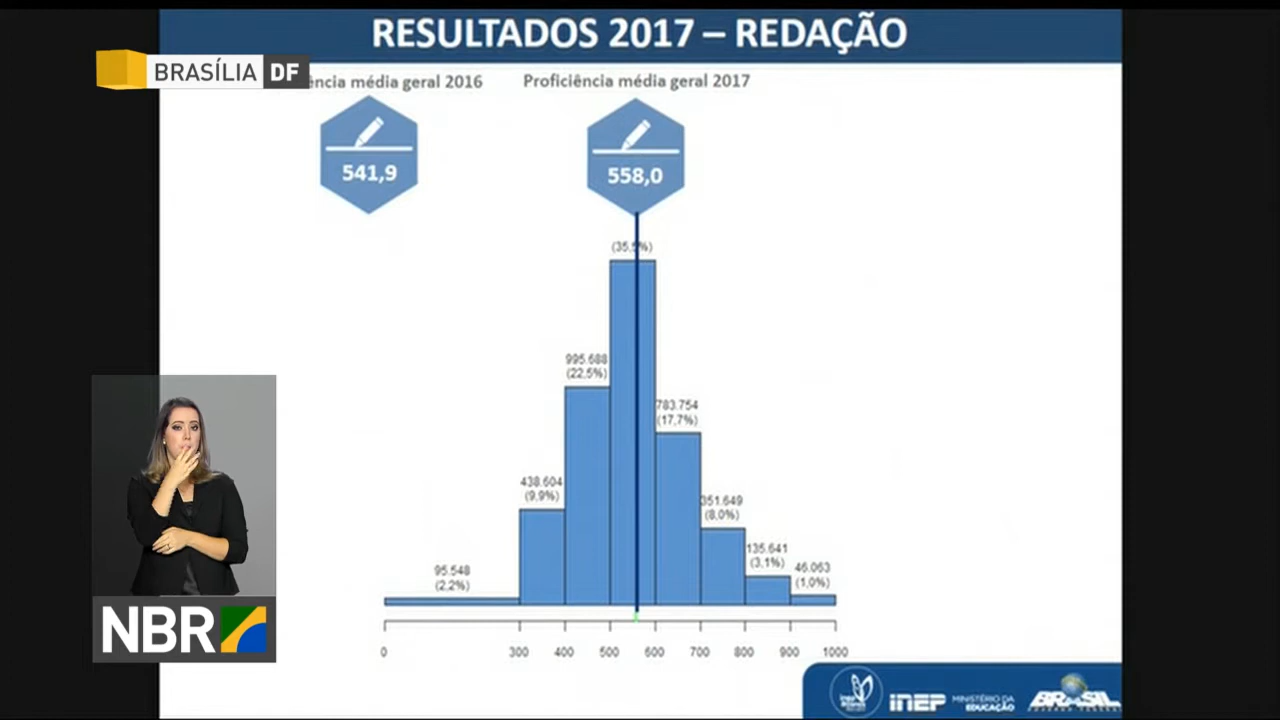 RESULTADOS 2017 – REDAÇÃO
BRASÍLIA DF
ência média geral 2016
Proficiência média geral 2017
541,9
558,0
(35,5%)
995.688
(22,5%)
783.754
(17,7%)
438.604
(9,9%)
351.649
(8,0%)
135.641
(3,1%)
46.063
(1,0%)
95.548
(2,2%)
0 300 400 500 600 700 800 900 1000
NBR
inep
MINISTÉRIO DA
EDUCAÇÃO
BRASIL
GOVERNO FEDERAL